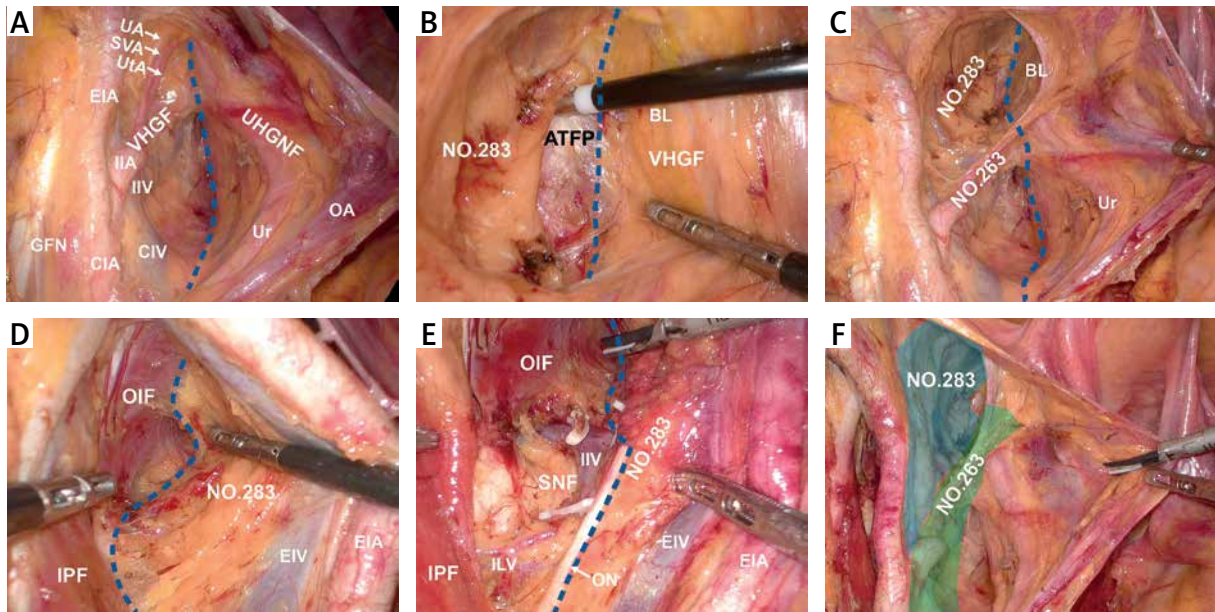 A
UA
SVA
UtA
EIA
VHGF
UHGNF
IIA
IIV
OA
Ur
GFN
CIV
CIA
B
ATFP
BL
NO.283
VHGF
C
NO.283
BL
NO.263
Ur
D
OIF
NO.283
EIV
EIA
IPF
E
OIF
NO.283
IIV
SNF
EIV
EIA
ILV
IPF
ON
F
NO.283
NO.263